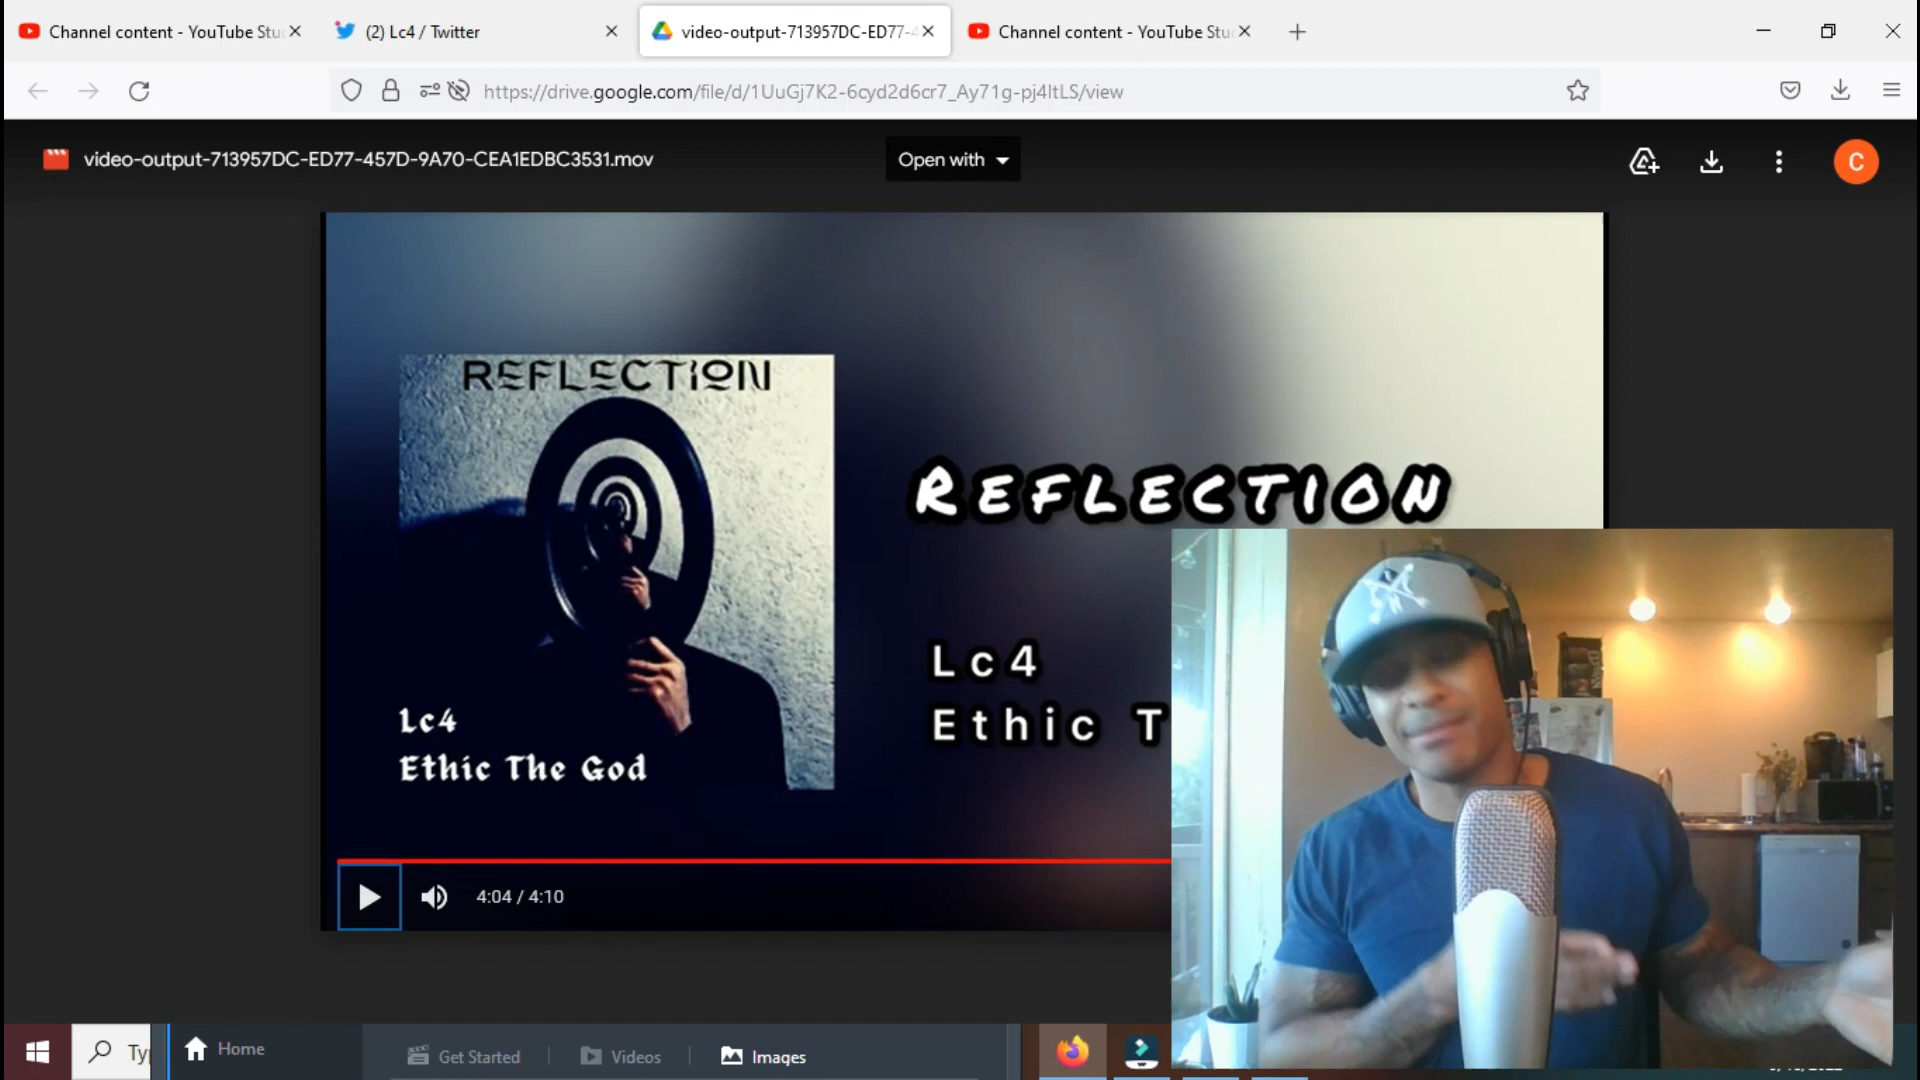 Channel content - YouTube Stu
(2) Lc4 / Twitter
video-output-713957DC-ED77-4
Channel content - YouTube Stu
https://drive.google.com/file/d/1UuGj7K2-6cyd2d6cr7_Ay71g-pj4ltLS/view
video-output-713957DC-ED77-457D-9A70-CEA1EDBC3531.mov
Open with
C
REFLECTION
Reflection
Lc4
Ethic T
Lc4
Ethic The God
4:04 / 4:10
Ty
Home
Get Started
Videos
Images